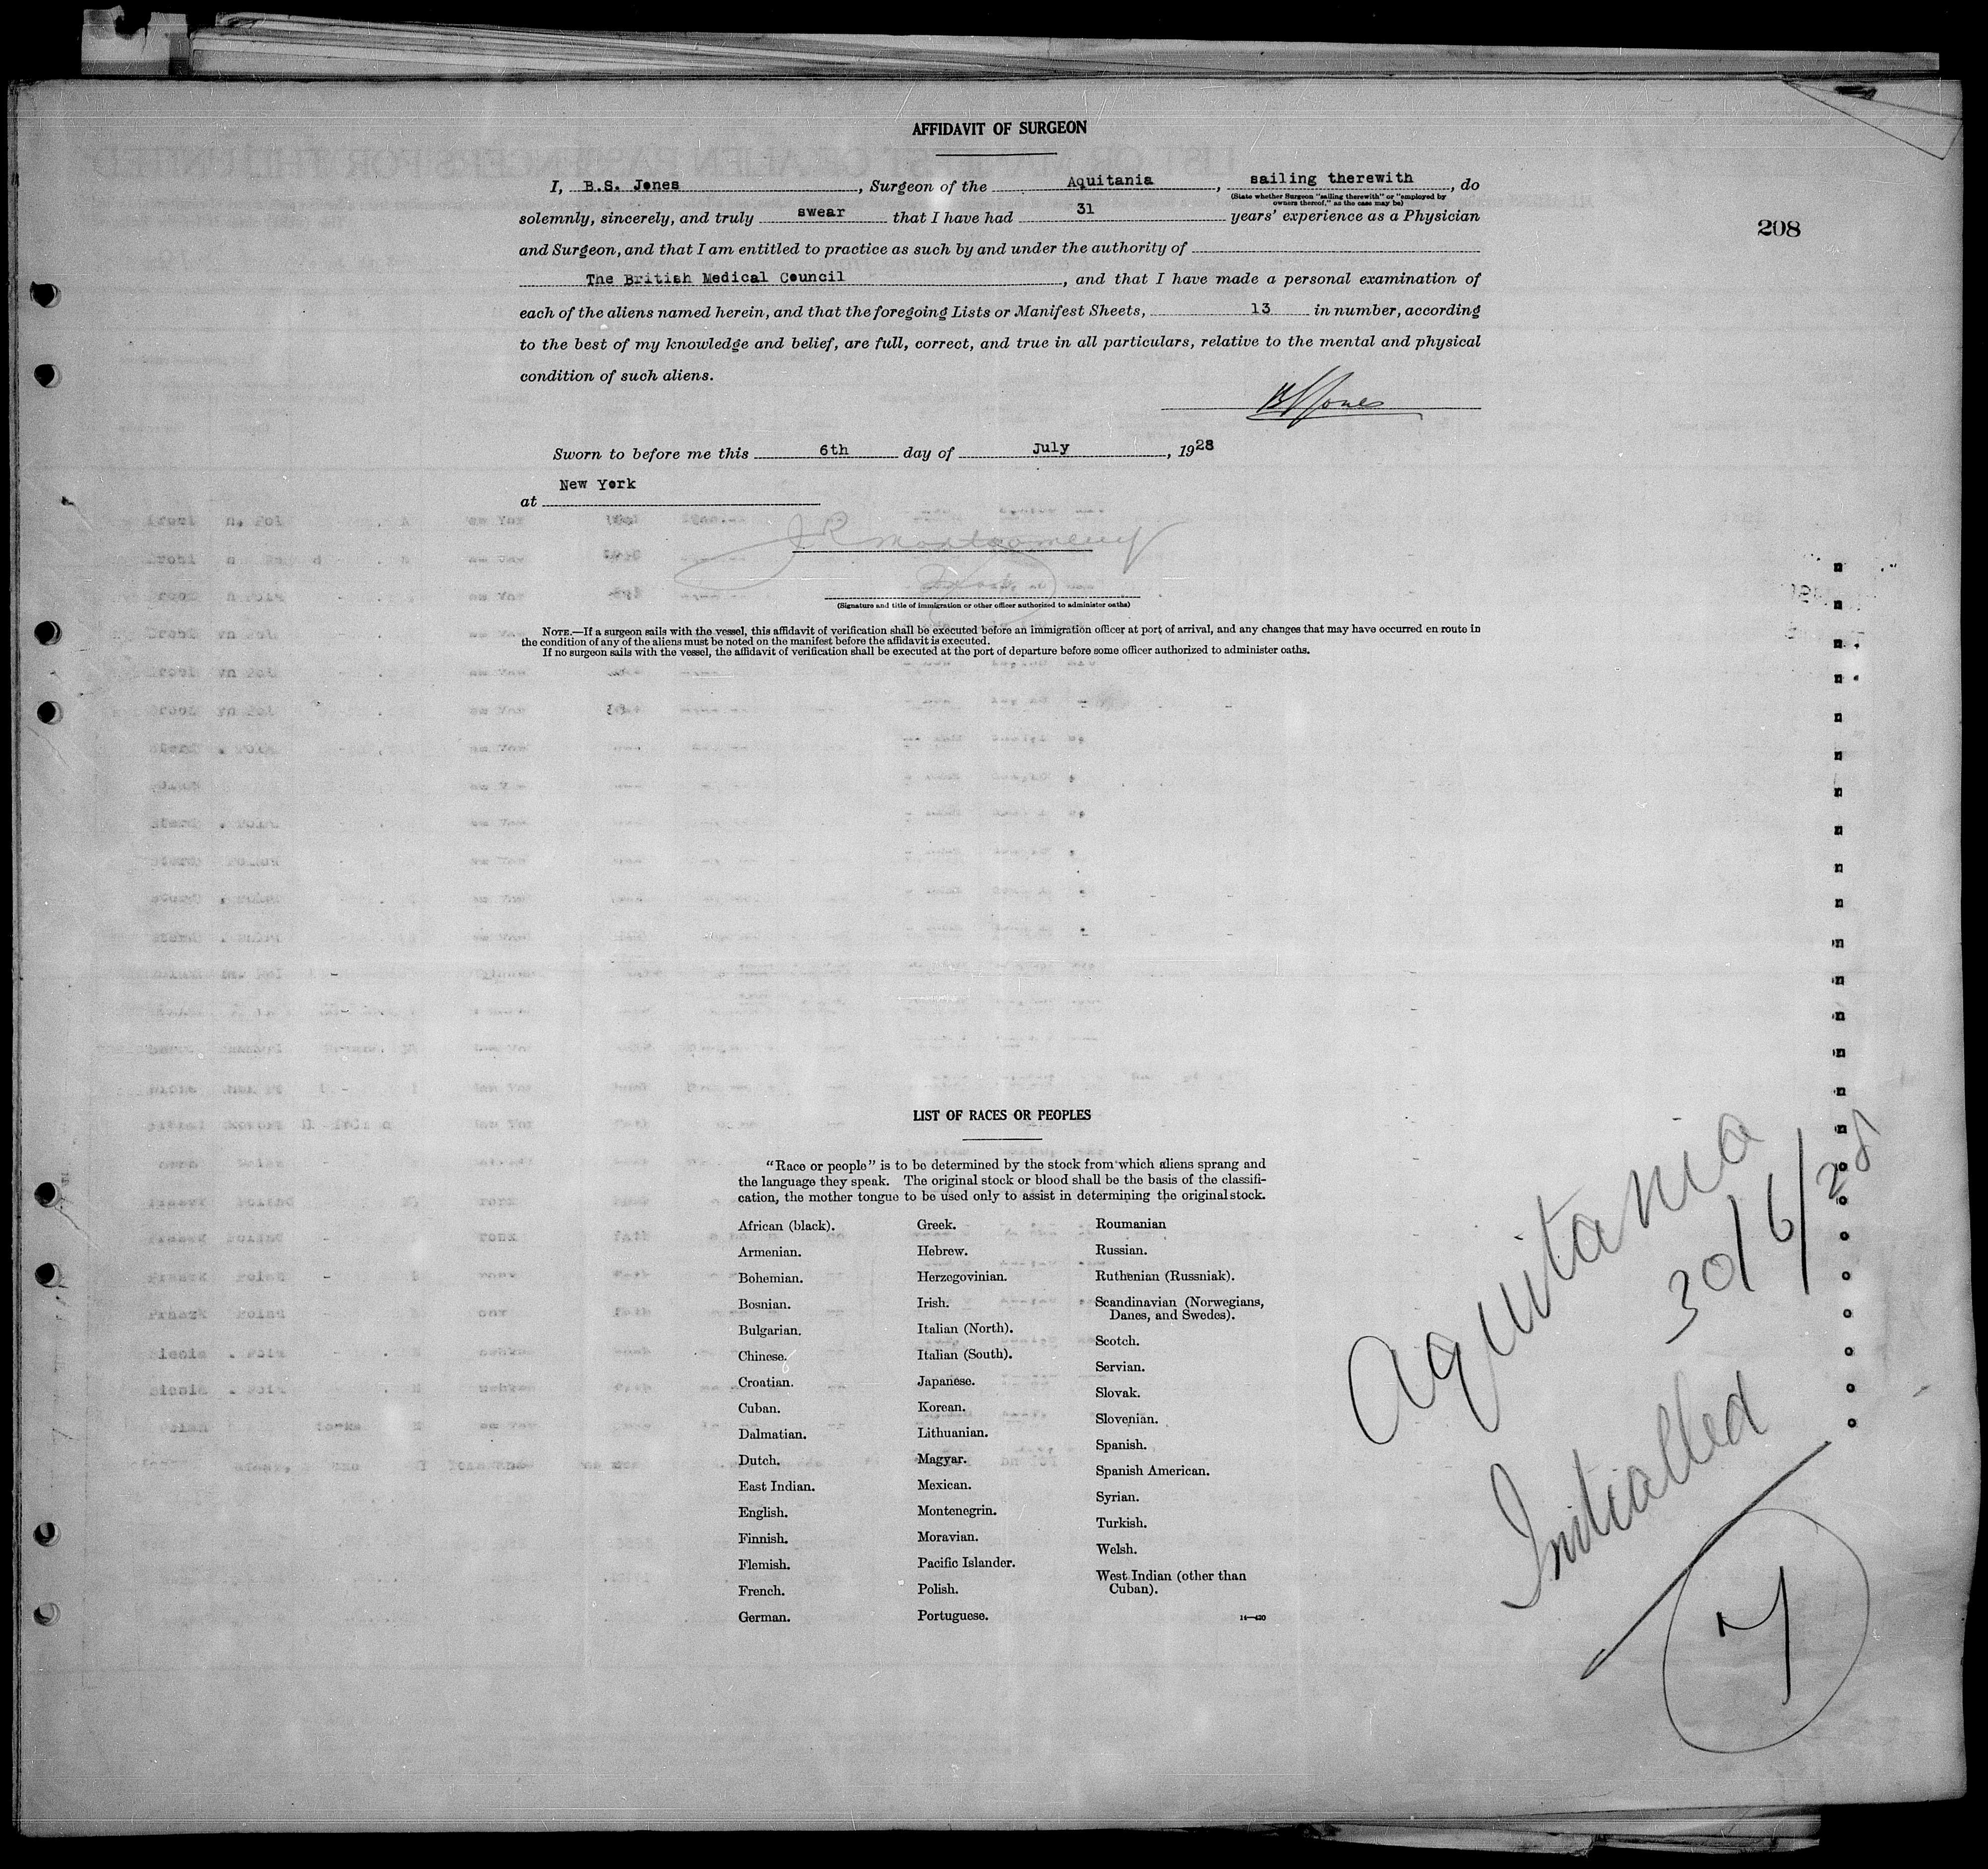 AFFIDAVIT OF SURGEON
I, B.S. Jones, Surgeon of the Aquitania, sailing therewith, do
(State whether Surgeon "sailing therewith" or "employed by
owners thereof," as the case may be)
solemnly, sincerely, and truly swear that I have had 31 years' experience as a Physician
208
and Surgeon, and that I am entitled to practice as such by and under the authority of
The British Medical Council, and that I have made a personal examination of
each of the aliens named herein, and that the foregoing Lists or Manifest Sheets, 13 in number, according
to the best of my knowledge and belief, are full, correct, and true in all particulars, relative to the mental and physical
condition of such aliens.
BSJones
Sworn to before me this 6th day of July, 1928
at New York
J R Montgomery
(Signature and title of immigration or other officer authorized to administer oaths)
NOTE.—If a surgeon sails with the vessel, this affidavit of verification shall be executed before an immigration officer at port of arrival, and any changes that may have occurred en route in
the condition of any of the aliens must be noted on the manifest before the affidavit is executed.
If no surgeon sails with the vessel, the affidavit of verification shall be executed at the port of departure before some officer authorized to administer oaths.
LIST OF RACES OR PEOPLES
"Race or people" is to be determined by the stock from which aliens sprang and
the language they speak. The original stock or blood shall be the basis of the classifi-
cation, the mother tongue to be used only to assist in determining the original stock.
African (black).
Armenian.
Bohemian.
Bosnian.
Bulgarian.
Chinese.
Croatian.
Cuban.
Dalmatian.
Dutch.
East Indian.
English.
Finnish.
Flemish.
French.
German.
Greek.
Hebrew.
Herzegovinian.
Irish.
Italian (North).
Italian (South).
Japanese.
Korean.
Lithuanian.
Magyar.
Mexican.
Montenegrin.
Moravian.
Pacific Islander.
Polish.
Portuguese.
Roumanian
Russian.
Ruthenian (Russniak).
Scandinavian (Norwegians,
Danes, and Swedes).
Scotch.
Servian.
Slovak.
Slovenian.
Spanish.
Spanish American.
Syrian.
Turkish.
Welsh.
West Indian (other than
Cuban).
14—420
Aquitania
30/6/28
Initialled
7